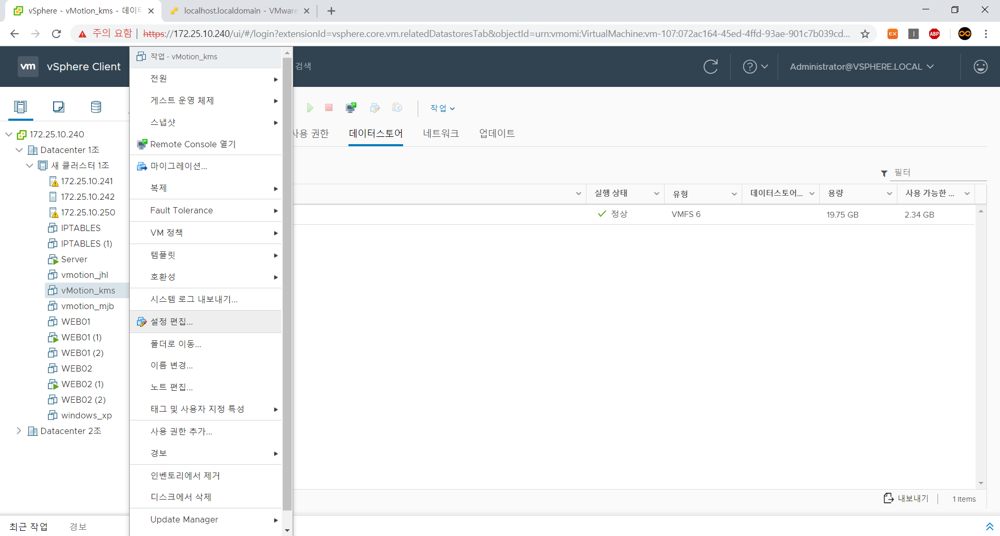 vSphere - vMotion_kms - 데이터
localhost.localdomain - VMware
주의 요함 | https://172.25.10.240/ui/#/login?extensionId=vsphere.core.vm.relatedDatastoresTab&objectId=urn:vmomi:VirtualMachine:vm-107:072ac164-45ed-4ffd-93ae-901c7b039cd...
EX
ABP
vm vSphere Client
검색
Administrator@VSPHERE.LOCAL
작업 - vMotion_kms
전원
게스트 운영 체제
스냅샷
Remote Console 열기
마이그레이션...
복제
Fault Tolerance
VM 정책
템플릿
호환성
시스템 로그 내보내기...
설정 편집...
폴더로 이동...
이름 변경...
노트 편집...
태그 및 사용자 지정 특성
사용 권한 추가...
경보
인벤토리에서 제거
디스크에서 삭제
Update Manager
172.25.10.240
Datacenter 1조
새 클러스터 1조
172.25.10.241
172.25.10.242
172.25.10.250
IPTABLES
IPTABLES (1)
Server
vmotion_jhl
vMotion_kms
vmotion_mjb
WEB01
WEB01 (1)
WEB01 (2)
WEB02
WEB02 (1)
WEB02 (2)
windows_xp
Datacenter 2조
작업
사용 권한 데이터스토어 네트워크 업데이트
필터
실행 상태 유형 데이터스토어... 용량 사용 가능한 ...
정상 VMFS 6 19.75 GB 2.34 GB
내보내기 1 items
최근 작업 경보